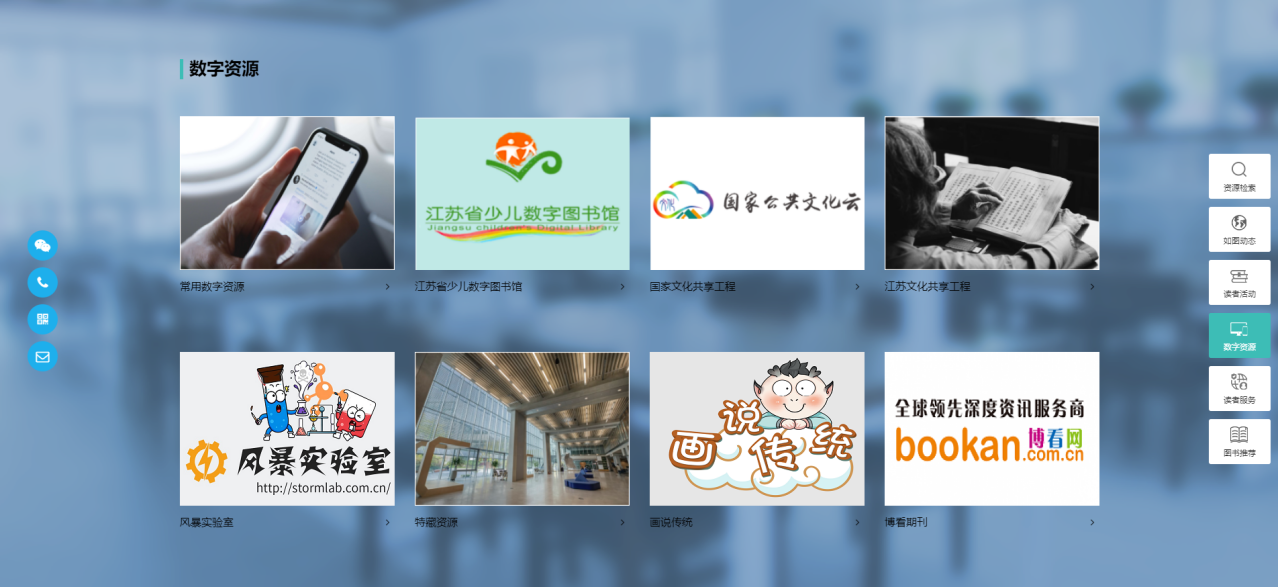 数字资源
江苏省少儿数字图书馆
Jiangsu children's Digital Library
国家公共文化云
常用数字资源
江苏省少儿数字图书馆
国家文化共享工程
江苏文化共享工程
风暴实验室
http://stormlab.com.cn/
画说传统
全球领先深度资讯服务商
bookan.com.cn
博看网
风暴实验室
特藏资源
画说传统
博看期刊
资源检索
如图动态
读者活动
数字资源
读者服务
图书推荐